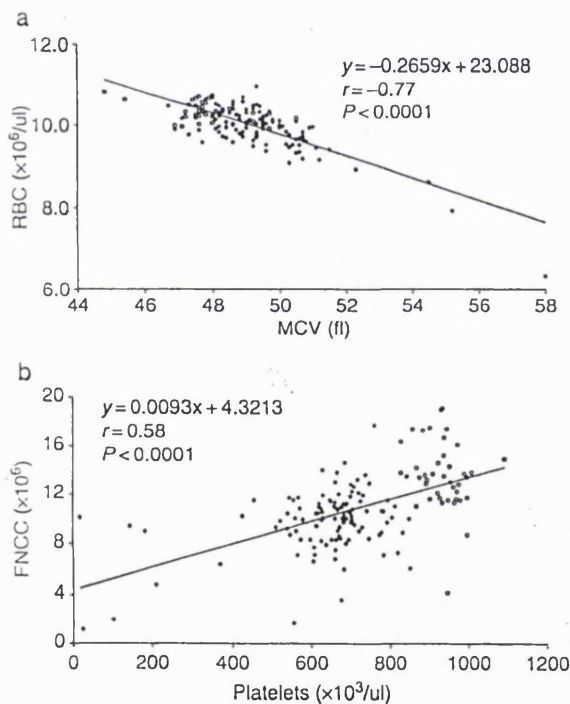 a
12.0
10.0
8.0
6.0
RBC (×10⁶/ul)
y=−0.2659x+23.088
r=−0.77
P<0.0001
44 46 48 50 52 54 56 58
MCV (fl)
b
20
16
12
8
4
0
FNCC (×10⁶)
y=0.0093x+4.3213
r=0.58
P<0.0001
0 200 400 600 800 1000 1200
Platelets (×10³/ul)